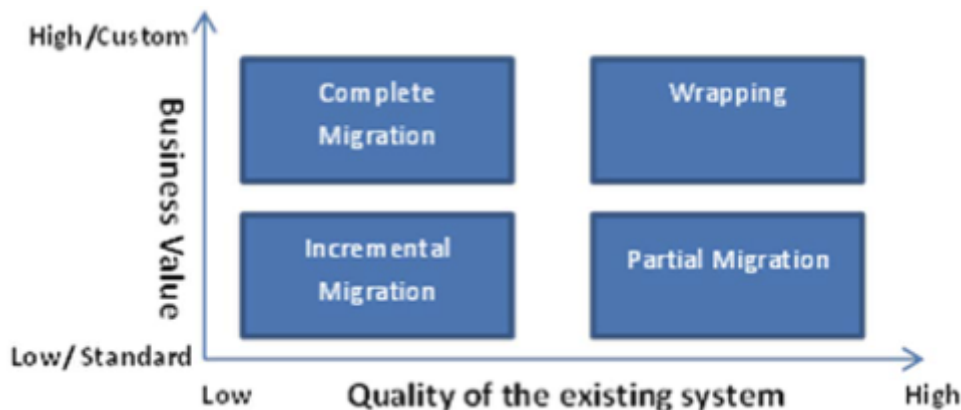 High/Custom
Complete
Migration
Wrapping
Business Value
Incremental
Migration
Partial Migration
Low/ Standard
Low
Quality of the existing system
High